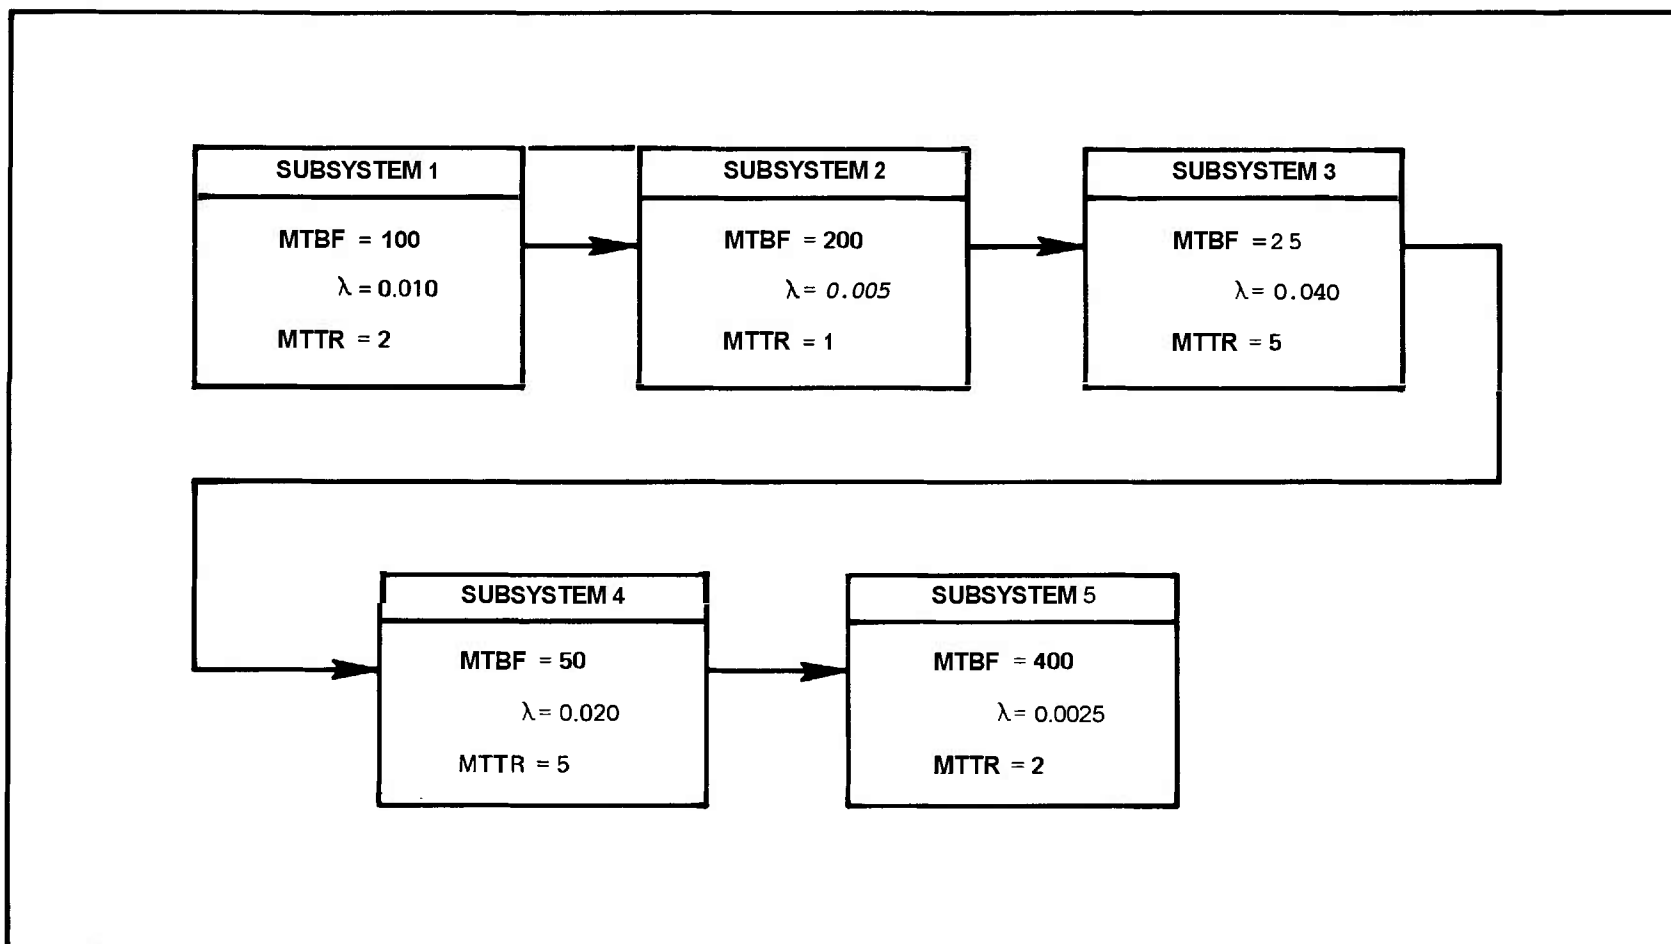 SUBSYSTEM 1
MTBF = 100
λ = 0.010
MTTR = 2
SUBSYSTEM 2
MTBF = 200
λ = 0.005
MTTR = 1
SUBSYSTEM 3
MTBF = 25
λ = 0.040
MTTR = 5
SUBSYSTEM 4
MTBF = 50
λ = 0.020
MTTR = 5
SUBSYSTEM 5
MTBF = 400
λ = 0.0025
MTTR = 2